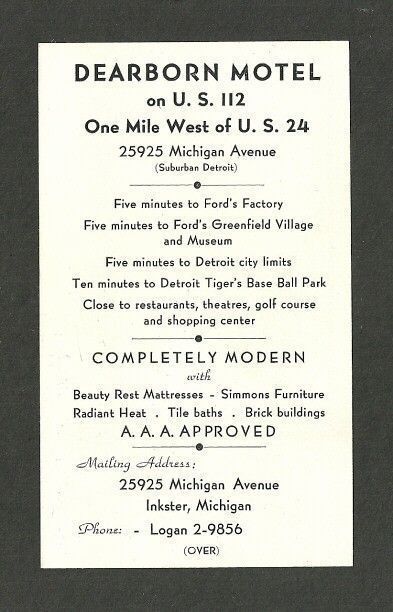 DEARBORN MOTEL
on U. S. 112
One Mile West of U. S. 24
25925 Michigan Avenue
(Suburban Detroit)
Five minutes to Ford's Factory
Five minutes to Ford's Greenfield Village
and Museum
Five minutes to Detroit city limits
Ten minutes to Detroit Tiger's Base Ball Park
Close to restaurants, theatres, golf course
and shopping center
COMPLETELY MODERN
with
Beauty Rest Mattresses - Simmons Furniture
Radiant Heat . Tile baths . Brick buildings
A. A. A. APPROVED
Mailing Address:
25925 Michigan Avenue
Inkster, Michigan
Phone: - Logan 2-9856
(OVER)